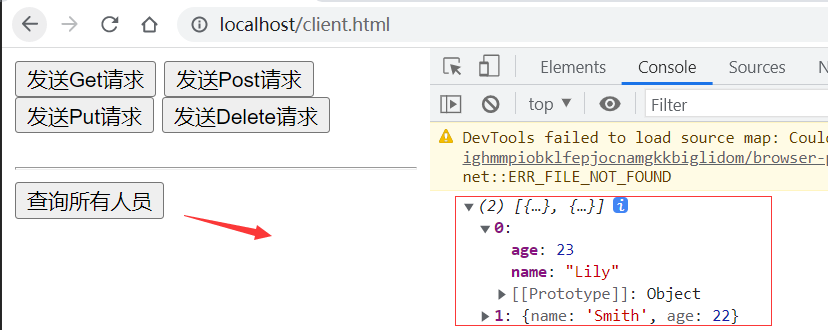 localhost/client.html
发送Get请求 发送Post请求
发送Put请求 发送Delete请求
查询所有人员
Elements Console Sources
top Filter
DevTools failed to load source map: Coul
ighmmpiobklfepjocnamgkkbiglidom/browser-p
net::ERR_FILE_NOT_FOUND
(2) [{…}, {…}] i
0:
age: 23
name: "Lily"
[[Prototype]]: Object
1: {name: 'Smith', age: 22}